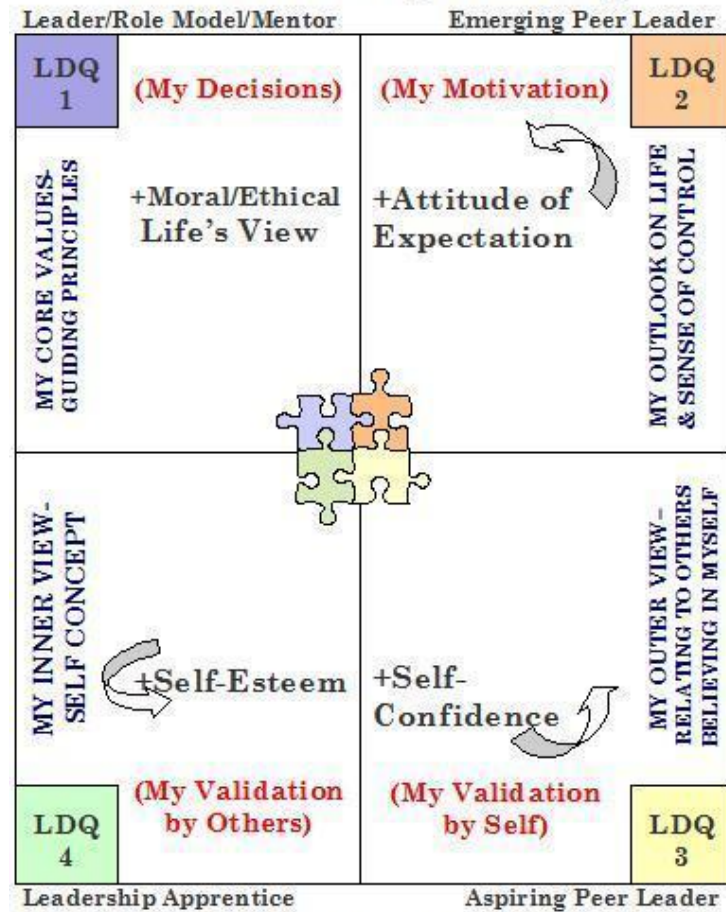 Leader/Role Model/Mentor
Emerging Peer Leader
LDQ
1
(My Decisions)
(My Motivation)
LDQ
2
MY CORE VALUES-
GUIDING PRINCIPLES
+Moral/Ethical
Life's View
+Attitude of
Expectation
MY OUTLOOK ON LIFE
& SENSE OF CONTROL
MY INNER VIEW-
SELF CONCEPT
+Self-Esteem
+Self-
Confidence
MY OUTER VIEW–
RELATING TO OTHERS
BELIEVING IN MYSELF
LDQ
4
(My Validation
by Others)
(My Validation
by Self)
LDQ
3
Leadership Apprentice
Aspiring Peer Leader